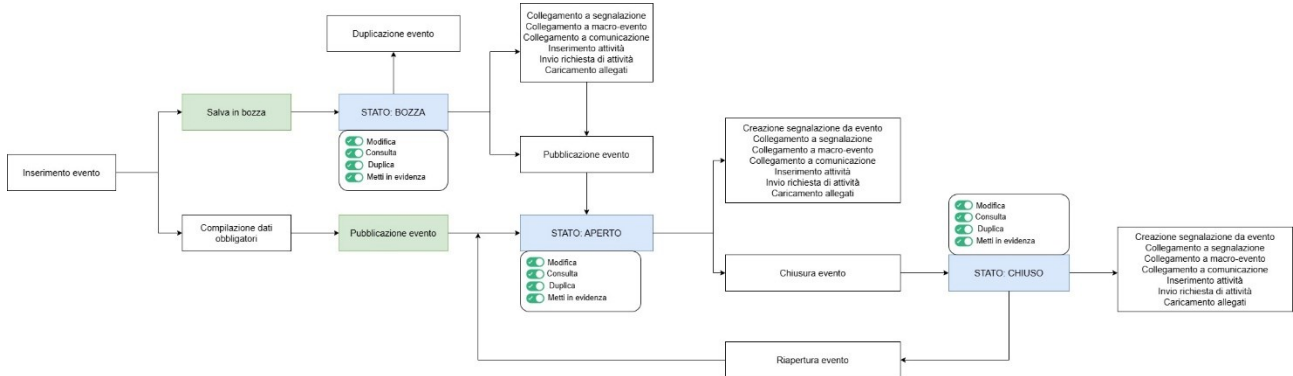 Inserimento evento
Salva in bozza
Duplicazione evento
STATO: BOZZA
Modifica
Consulta
Duplica
Metti in evidenza
Collegamento a segnalazione
Collegamento a macro-evento
Collegamento a comunicazione
Inserimento attività
Invio richiesta di attività
Caricamento allegati
Pubblicazione evento
Compilazione dati
obbligatori
Pubblicazione evento
STATO: APERTO
Modifica
Consulta
Duplica
Metti in evidenza
Creazione segnalazione da evento
Collegamento a segnalazione
Collegamento a macro-evento
Collegamento a comunicazione
Inserimento attività
Invio richiesta di attività
Caricamento allegati
Chiusura evento
Modifica
Consulta
Duplica
Metti in evidenza
STATO: CHIUSO
Creazione segnalazione da evento
Collegamento a segnalazione
Collegamento a macro-evento
Collegamento a comunicazione
Inserimento attività
Invio richiesta di attività
Caricamento allegati
Riapertura evento